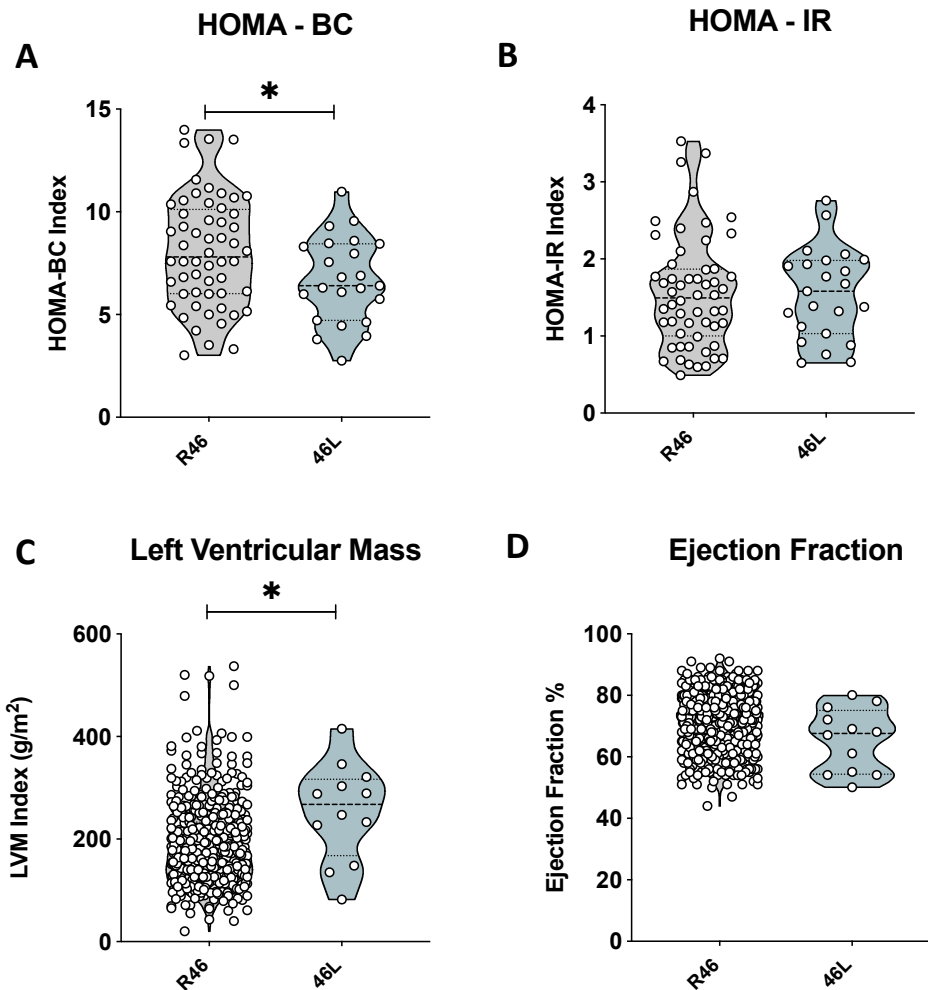 HOMA - BC
A
*
HOMA-BC Index
15
10
5
0
R46
46L
HOMA - IR
B
HOMA-IR Index
4
3
2
1
0
R46
46L
C
Left Ventricular Mass
*
LVM Index (g/m²)
600
400
200
0
R46
46L
D
Ejection Fraction
Ejection Fraction %
100
80
60
40
20
0
R46
46L